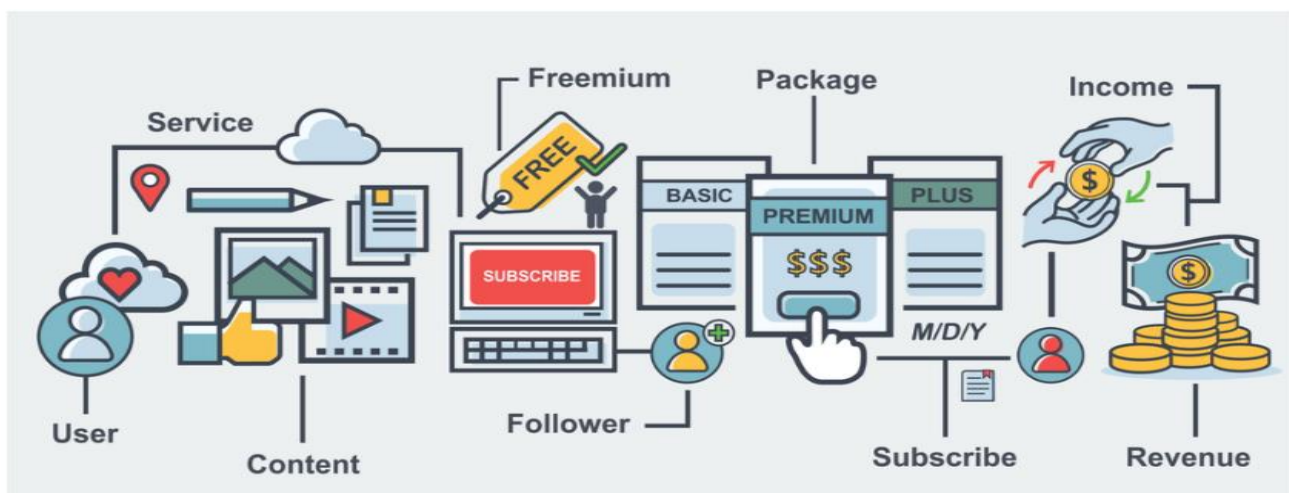 Service
Freemium
Package
Income
FREE
BASIC
PREMIUM
PLUS
$
SUBSCRIBE
$$$
$
M/D/Y
User
Content
Follower
Subscribe
Revenue